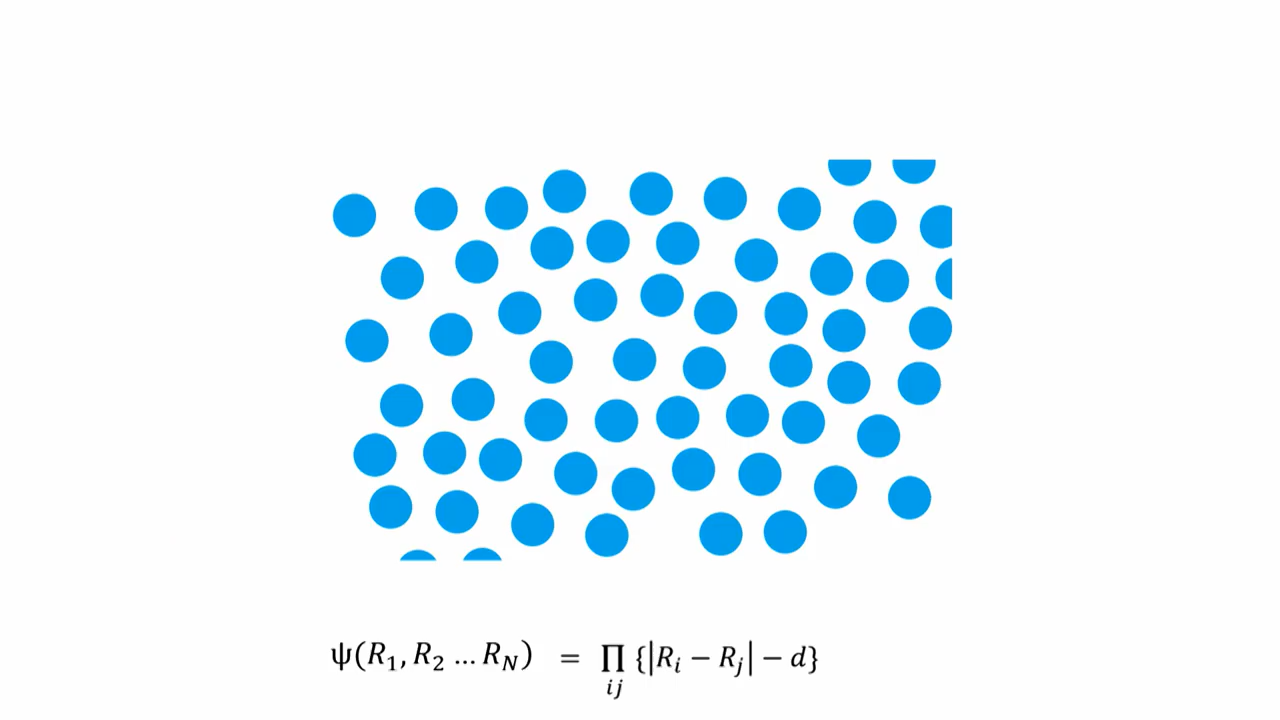 ψ(R₁, R₂ ... R_N) = ∏_{ij} {|R_i − R_j| − d}